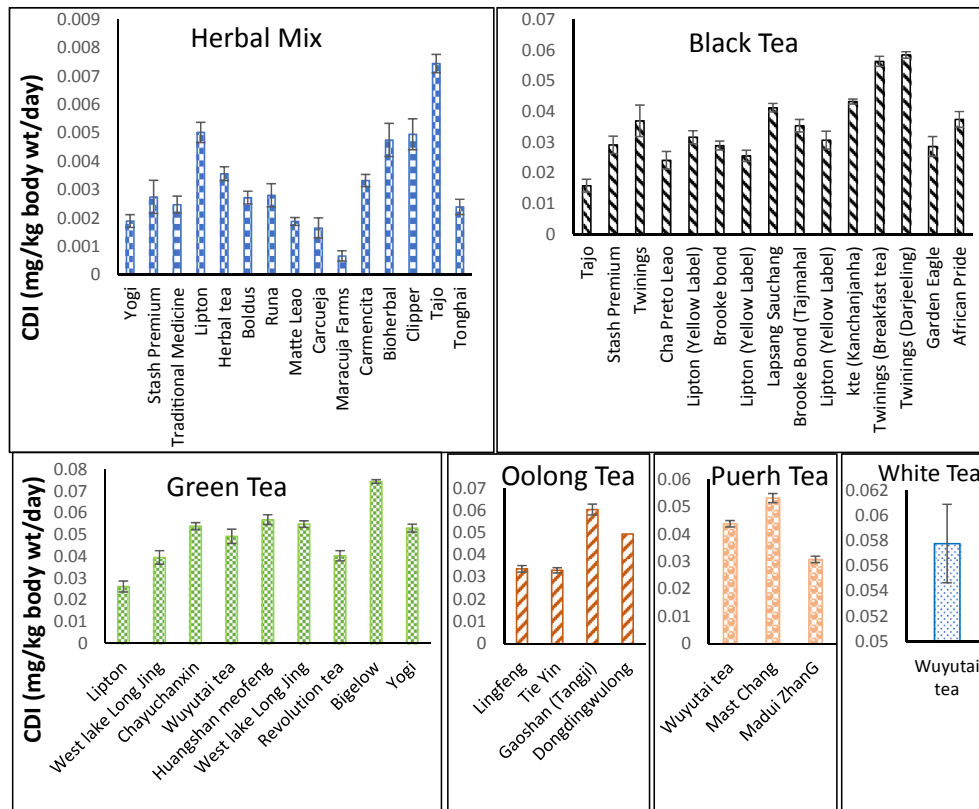 Herbal Mix
CDI (mg/kg body wt/day)
0.009
0.008
0.007
0.006
0.005
0.004
0.003
0.002
0.001
0
Yogi
Stash Premium
Traditional Medicine
Lipton
Herbal tea
Boldus
Runa
Matte Leao
Carcueja
Maracuja Farms
Carmencita
Bioherbal
Clipper
Tajo
Tonghai
Black Tea
0.07
0.06
0.05
0.04
0.03
0.02
0.01
0
Tajo
Stash Premium
Twinings
Cha Preto Leao
Lipton (Yellow Label)
Brooke bond
Lipton (Yellow Label)
Lapsang Sauchang
Brooke Bond (Tajmahal)
Lipton (Yellow Label)
kte (Kanchanjanha)
Twinings (Breakfast tea)
Twinings (Darjeeling)
Garden Eagle
African Pride
Green Tea
CDI (mg/kg body wt/day)
0.08
0.07
0.06
0.05
0.04
0.03
0.02
0.01
0
Lipton
West lake Long Jing
Chayuchanxin
Wuyutai tea
Huangshan meofeng
West lake Long Jing
Revolution tea
Bigelow
Yogi
Oolong Tea
0.07
0.06
0.05
0.04
0.03
0.02
0.01
0
Lingfeng
Tie Yin
Gaoshan (Tangji)
Dongdingwulong
Puerh Tea
0.06
0.05
0.04
0.03
0.02
0.01
0
Wuyutai tea
Mast Chang
Madui ZhanG
White Tea
0.062
0.06
0.058
0.056
0.054
0.052
0.05
Wuyutai
tea